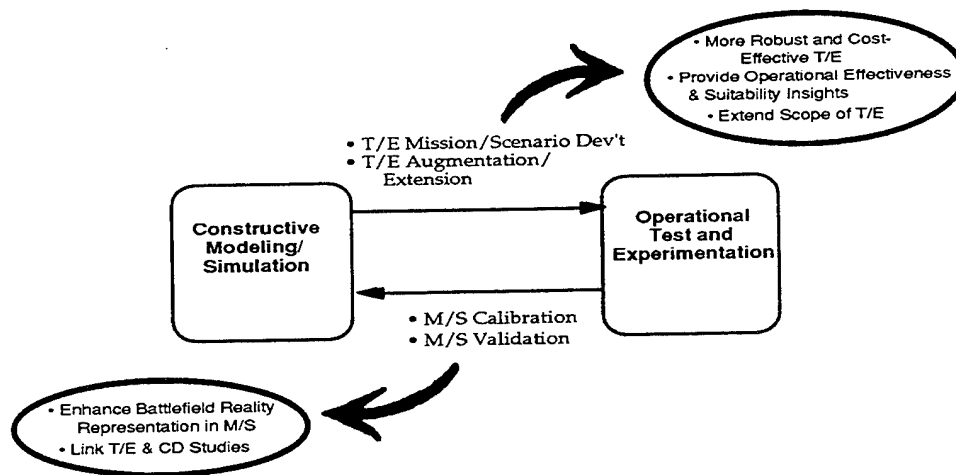 • More Robust and Cost-
Effective T/E
• Provide Operational Effectiveness
& Suitability Insights
• Extend Scope of T/E
• T/E Mission/Scenario Dev't
• T/E Augmentation/
Extension
Constructive
Modeling/
Simulation
Operational
Test and
Experimentation
• M/S Calibration
• M/S Validation
• Enhance Battlefield Reality
Representation in M/S
• Link T/E & CD Studies